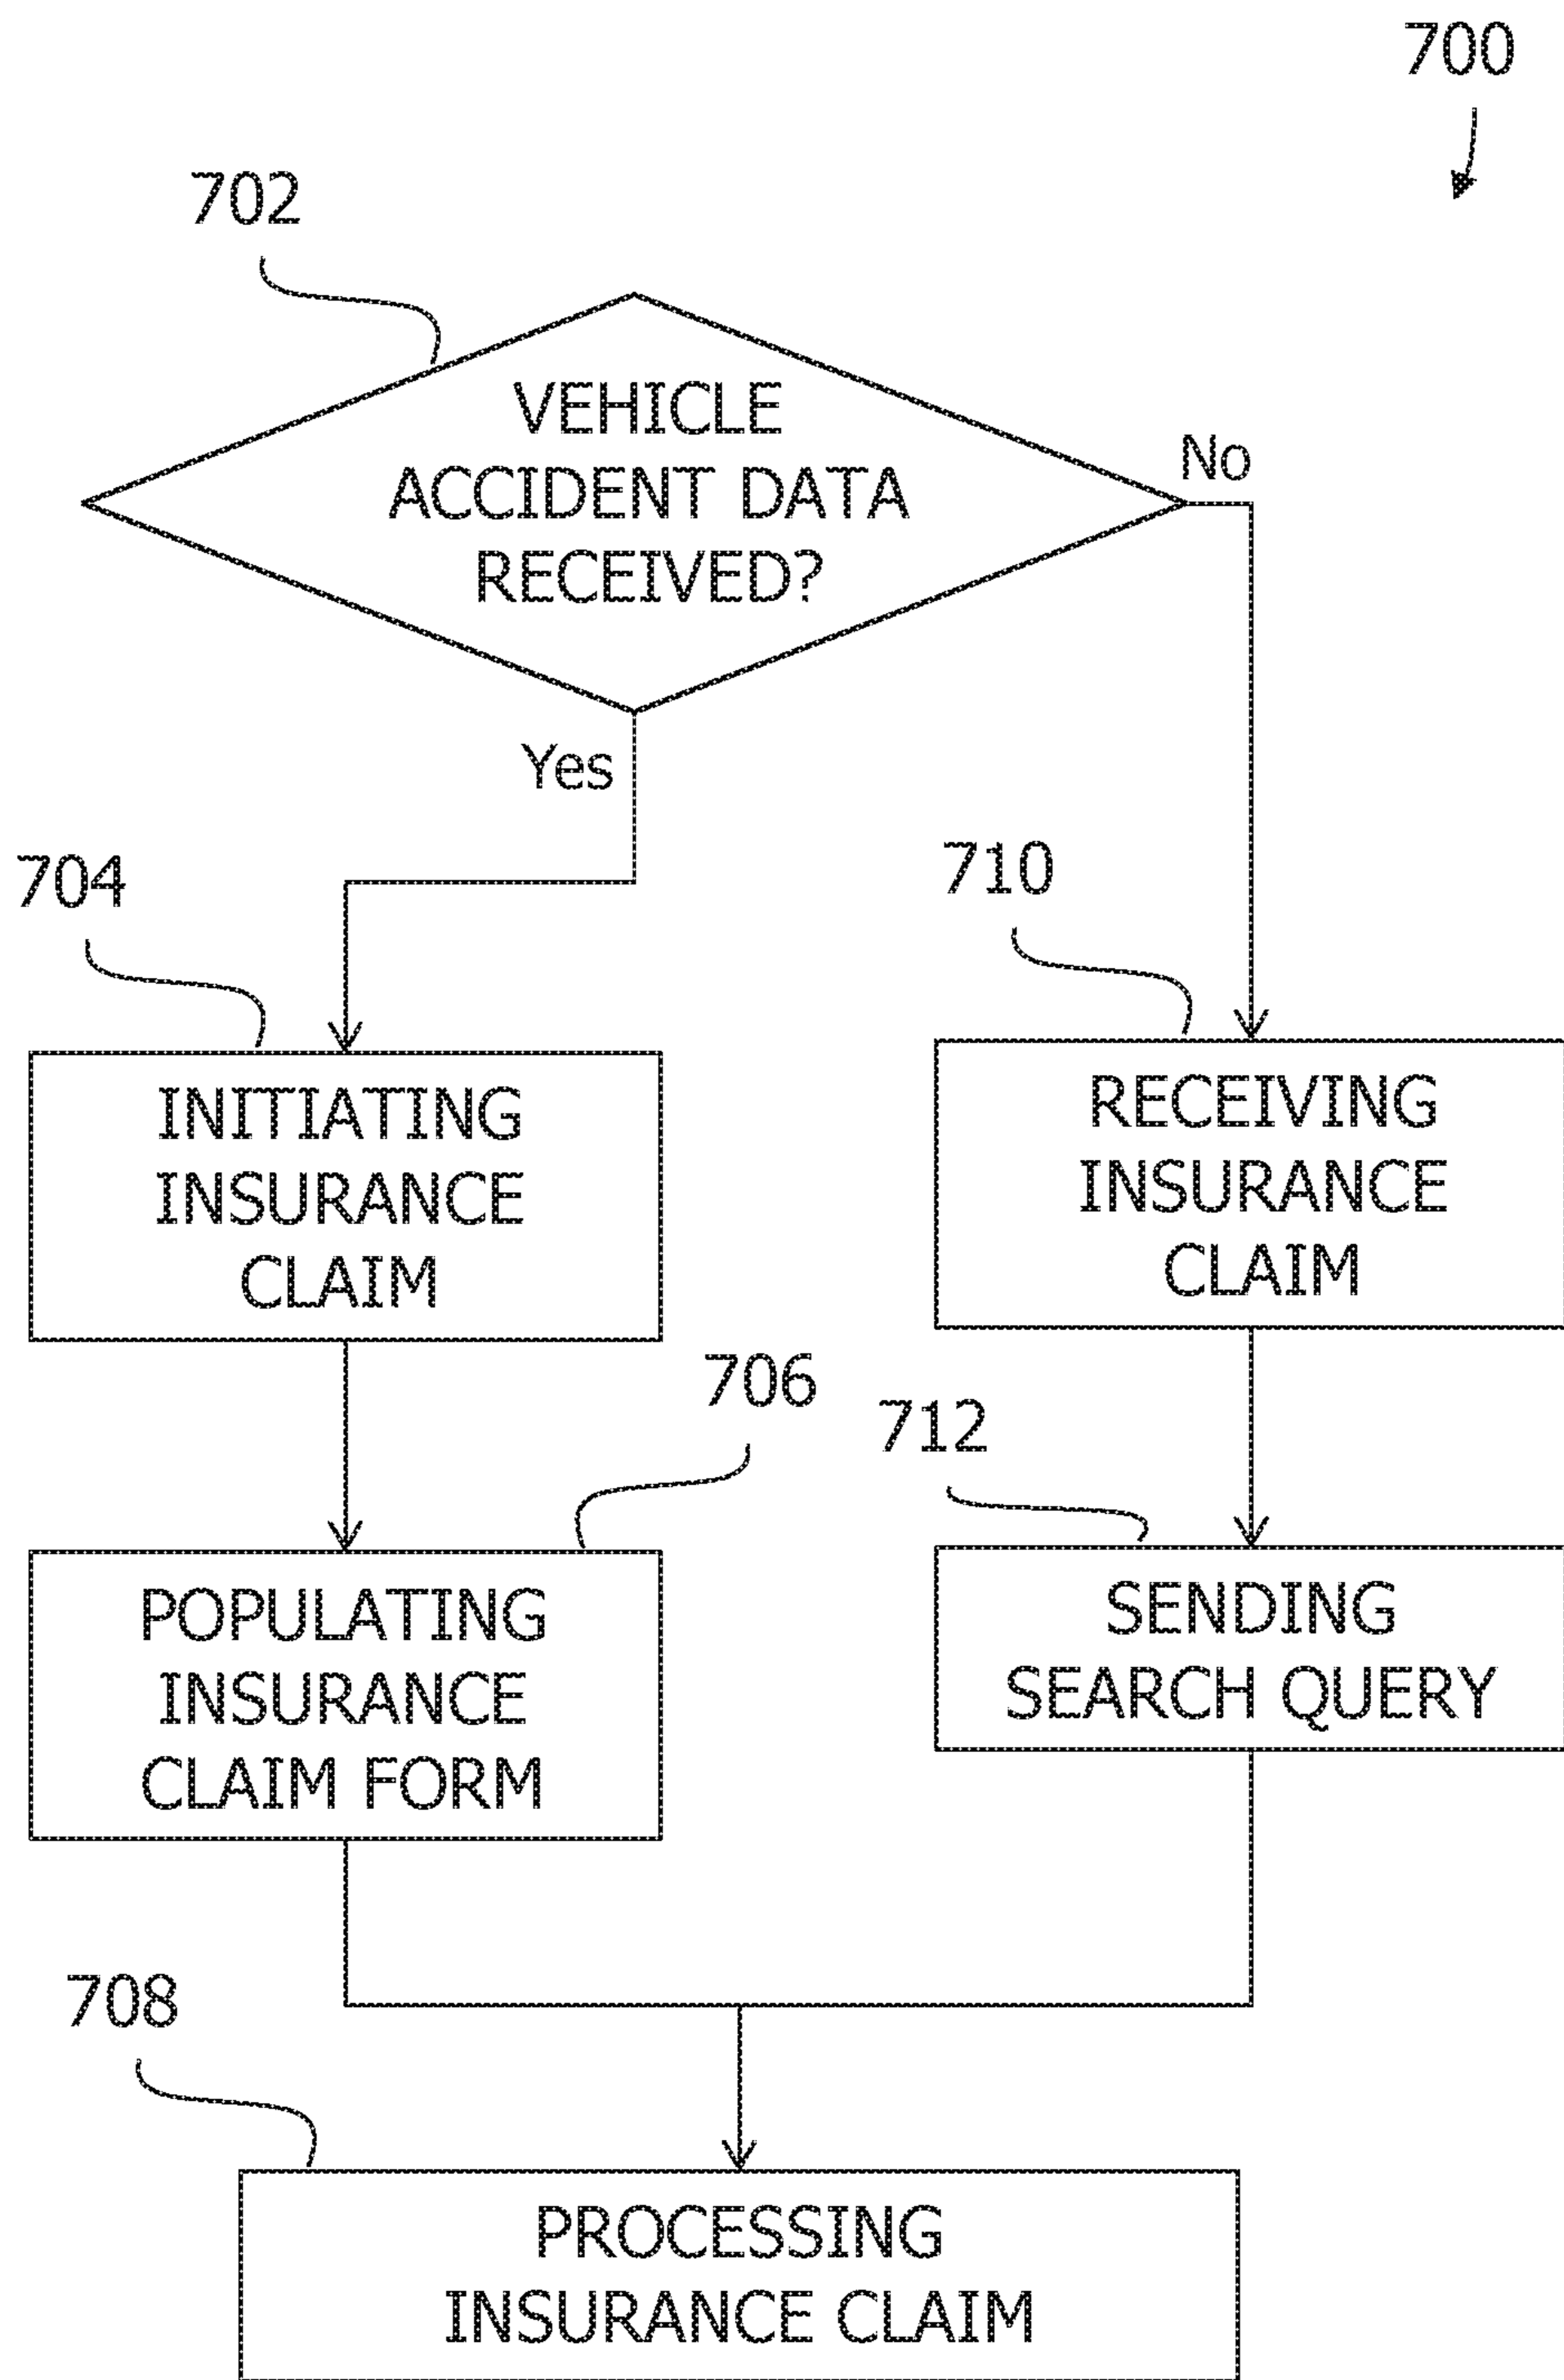 700
702
VEHICLE
ACCIDENT DATA
RECEIVED?
No
Yes
704
INITIATING
INSURANCE
CLAIM
710
RECEIVING
INSURANCE
CLAIM
706
POPULATING
INSURANCE
CLAIM FORM
712
SENDING
SEARCH QUERY
708
PROCESSING
INSURANCE CLAIM